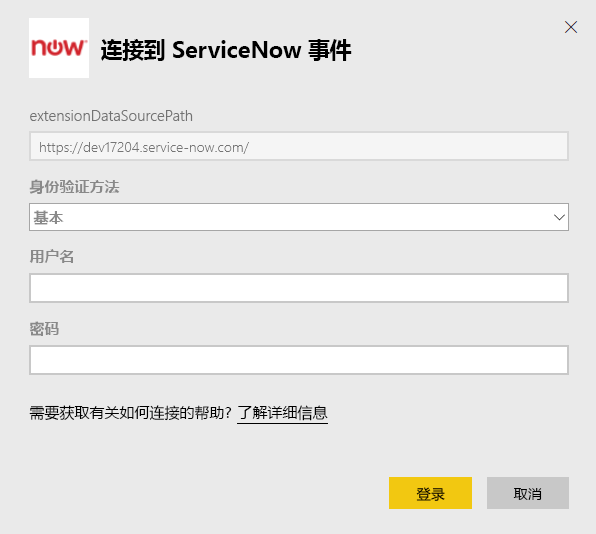 now
连接到 ServiceNow 事件
extensionDataSourcePath
https://dev17204.service-now.com/
身份验证方法
基本
用户名
密码
需要获取有关如何连接的帮助? 了解详细信息
登录 取消